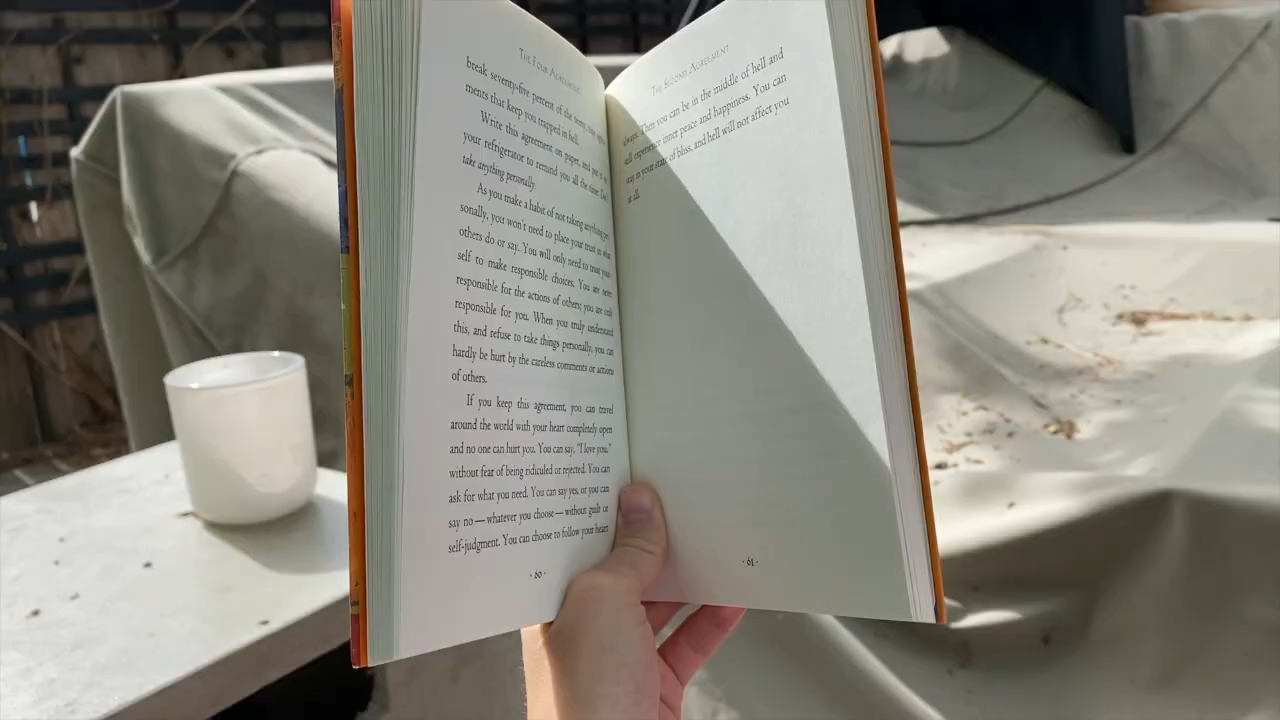 THE FOUR AGREEMENTS
break seventy-five percent of the
ments that keep you trapped in hell.
Write this agreement on paper, and put it
your refrigerator to remind you all the time: Don't
take anything personally.
As you make a habit of not taking anything per-
sonally, you won't need to place your trust in what
others do or say. You will only need to trust your-
self to make responsible choices. You are never
responsible for the actions of others; you are only
responsible for you. When you truly understand
this, and refuse to take things personally, you can
hardly be hurt by the careless comments or actions
of others.
If you keep this agreement, you can travel
around the world with your heart completely open
and no one can hurt you. You can say, "I love you,"
without fear of being ridiculed or rejected. You can
ask for what you need. You can say yes, or you can
say no — whatever you choose — without guilt or
self-judgment. You can choose to follow your heart
· 60 ·
THE SECOND AGREEMENT
always. Then you can be in the middle of hell and
still experience inner peace and happiness. You can
stay in your state of bliss, and hell will not affect you
at all.
· 61 ·